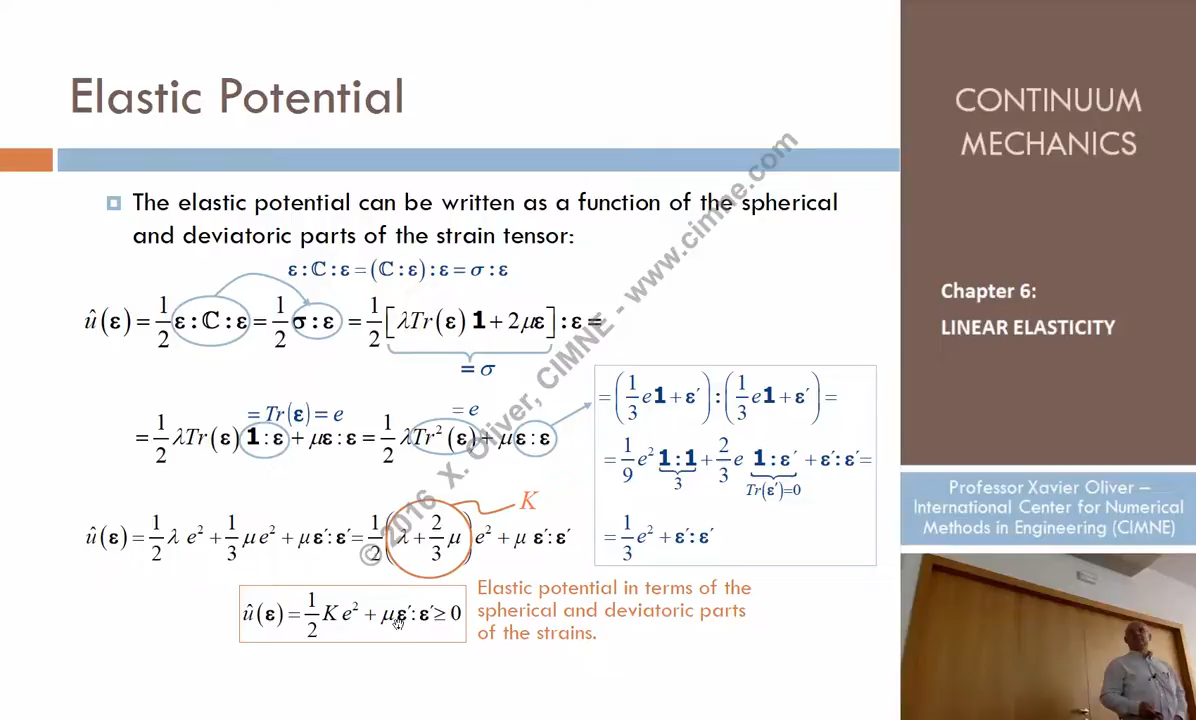 Elastic Potential
The elastic potential can be written as a function of the spherical
and deviatoric parts of the strain tensor:
ε:ℂ:ε=(ℂ:ε):ε=σ:ε
û(ε)=1/2 ε:ℂ:ε=1/2 σ:ε=1/2[λTr(ε)1+2με]:ε=
=σ
=Tr(ε)=e
=e
=1/2 λTr(ε)1:ε+με:ε=1/2 λTr²(ε)+με:ε
=(1/3 e1+ε′):(1/3 e1+ε′)=
=1/9 e² 1:1+2/3 e 1:ε′+ε′:ε′=
3
Tr(ε′)=0
=1/3 e²+ε′:ε′
K
û(ε)=1/2 λ e²+1/3 μe²+με′:ε′=1/2(λ+2/3 μ)e²+μ ε′:ε′
û(ε)=1/2 K e²+με′:ε′≥0
Elastic potential in terms of the
spherical and deviatoric parts
of the strains.
© 2016 X. Oliver, CIMNE - www.cimne.com
CONTINUUM
MECHANICS
Chapter 6:
LINEAR ELASTICITY
Professor Xavier Oliver –
International Center for Numerical
Methods in Engineering (CIMNE)